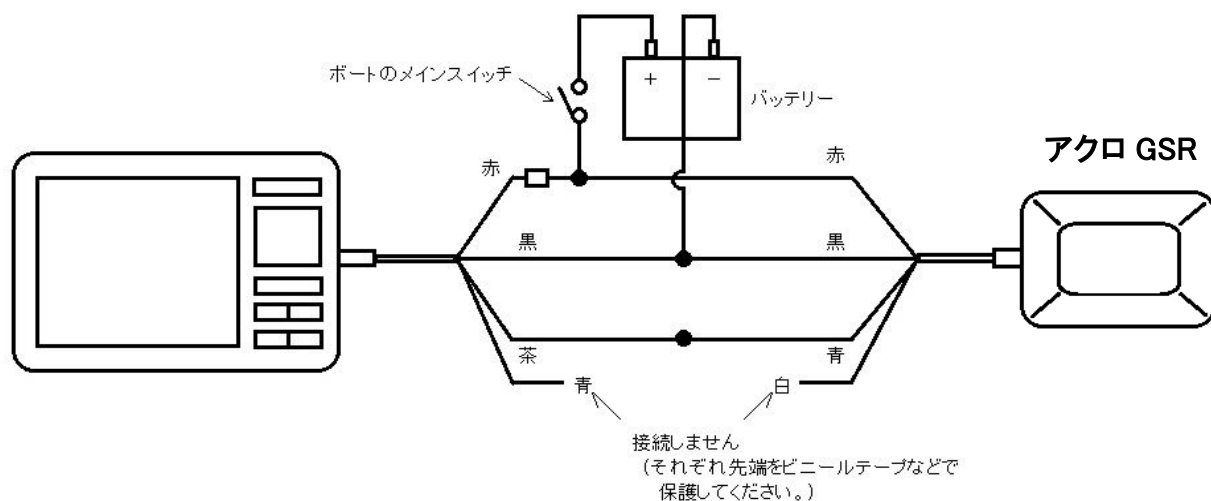 ボートのメインスイッチ
+ −
バッテリー
アクロ GSR
赤 赤
黒 黒
茶 青
青 白
接続しません
(それぞれ先端をビニールテープなどで
保護してください。)